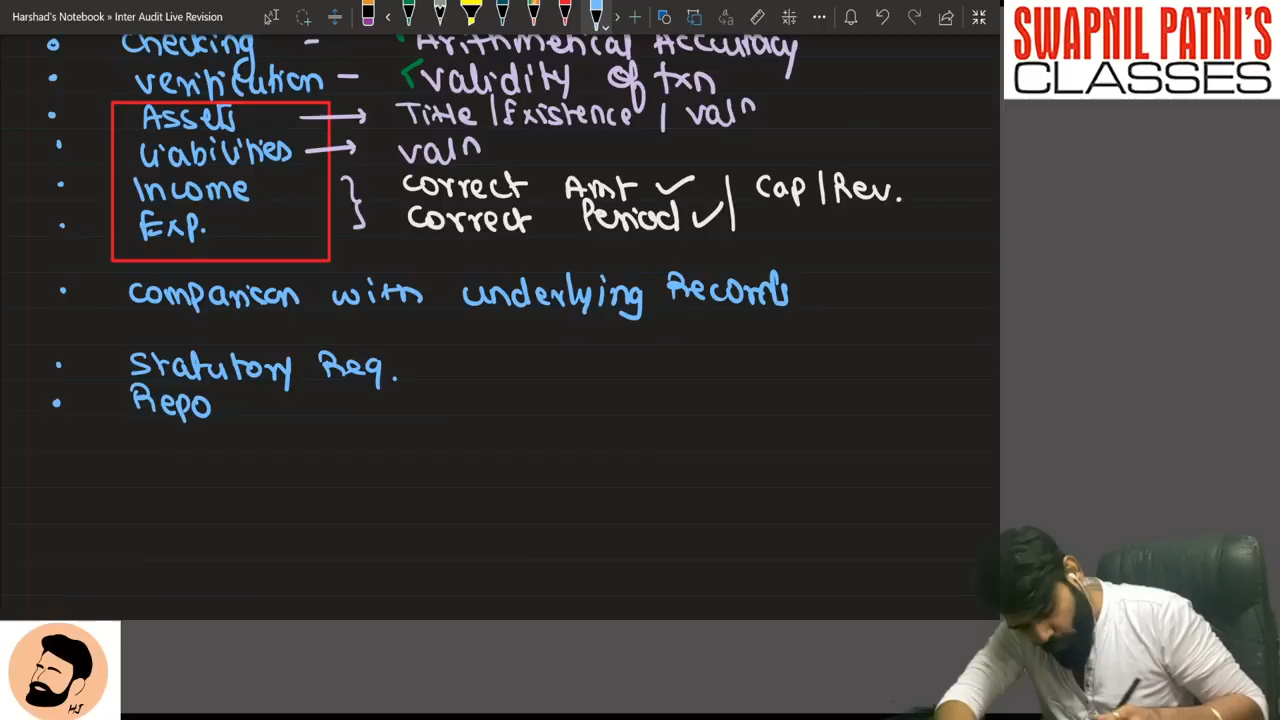 Harshad's Notebook » Inter Audit Live Revision
SWAPNIL PATNI'S
CLASSES
• Checking - Arithmetical Accuracy
• verification - validity of txn
• Assets → Title | Existence | valn
• Liabilities → valn
• Income } correct Amt ✓ | Cap | Rev.
• Exp. correct Period ✓
• comparison with underlying Records
• Statutory Req.
• Repo
HJ